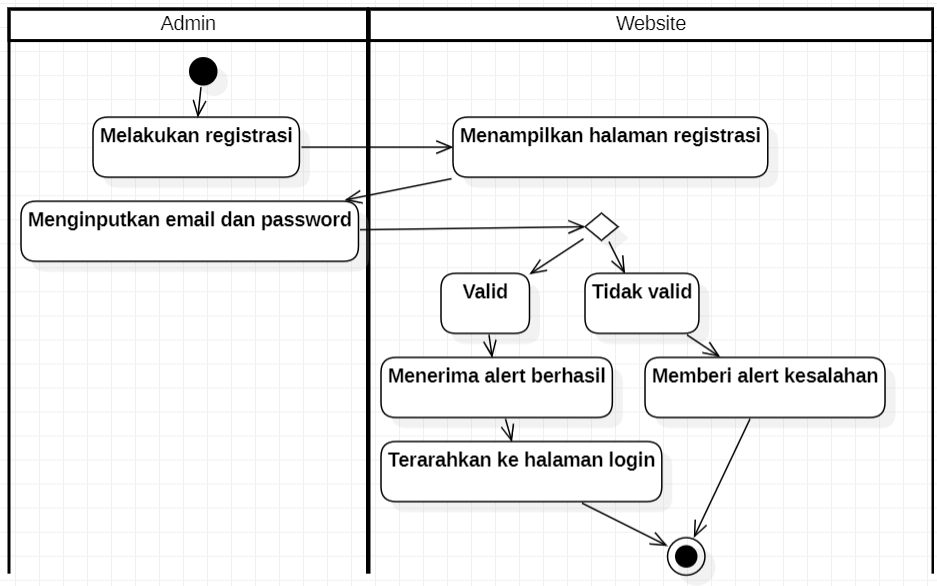 Admin
Website
Melakukan registrasi
Menampilkan halaman registrasi
Menginputkan email dan password
Valid
Tidak valid
Menerima alert berhasil
Memberi alert kesalahan
Terarahkan ke halaman login